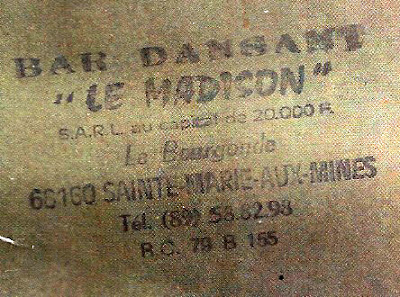 BAR DANSANT
"LE MADISON"
S.A.R.L. au capital de 20.000 F.
La Bourgonde
68160 SAINTE-MARIE-AUX-MINES
Tél. (89) 58.62.98
R.C. 79 B 155